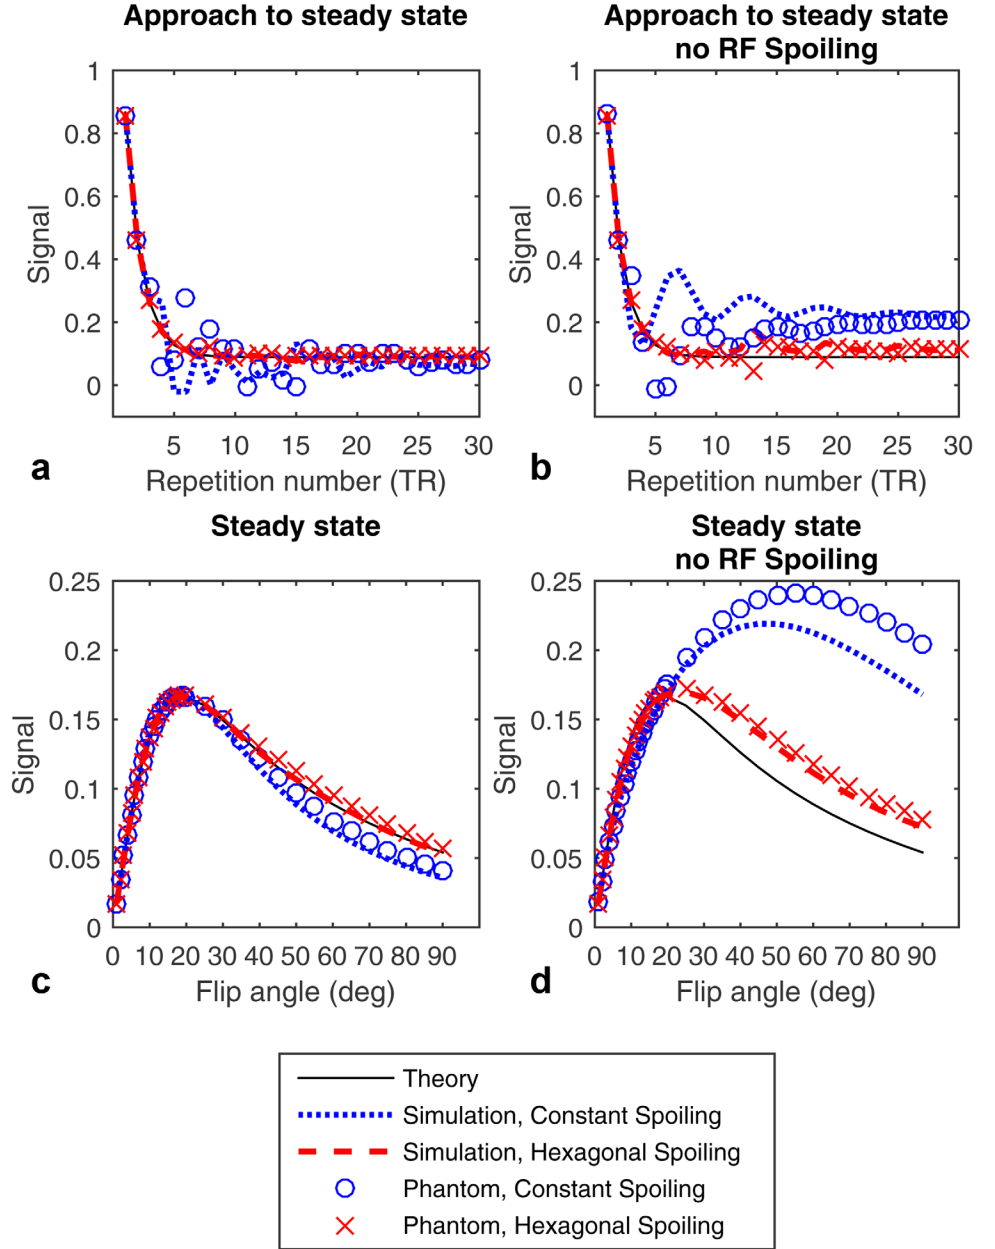 Approach to steady state
Approach to steady state
no RF Spoiling
1
0.8
0.6
0.4
0.2
0
Signal
5 10 15 20 25 30
Repetition number (TR)
a
1
0.8
0.6
0.4
0.2
0
Signal
5 10 15 20 25 30
Repetition number (TR)
b
Steady state
Steady state
no RF Spoiling
0.25
0.2
0.15
0.1
0.05
0
Signal
0 10 20 30 40 50 60 70 80 90
Flip angle (deg)
c
0.25
0.2
0.15
0.1
0.05
0
Signal
0 10 20 30 40 50 60 70 80 90
Flip angle (deg)
d
Theory
Simulation, Constant Spoiling
Simulation, Hexagonal Spoiling
Phantom, Constant Spoiling
Phantom, Hexagonal Spoiling